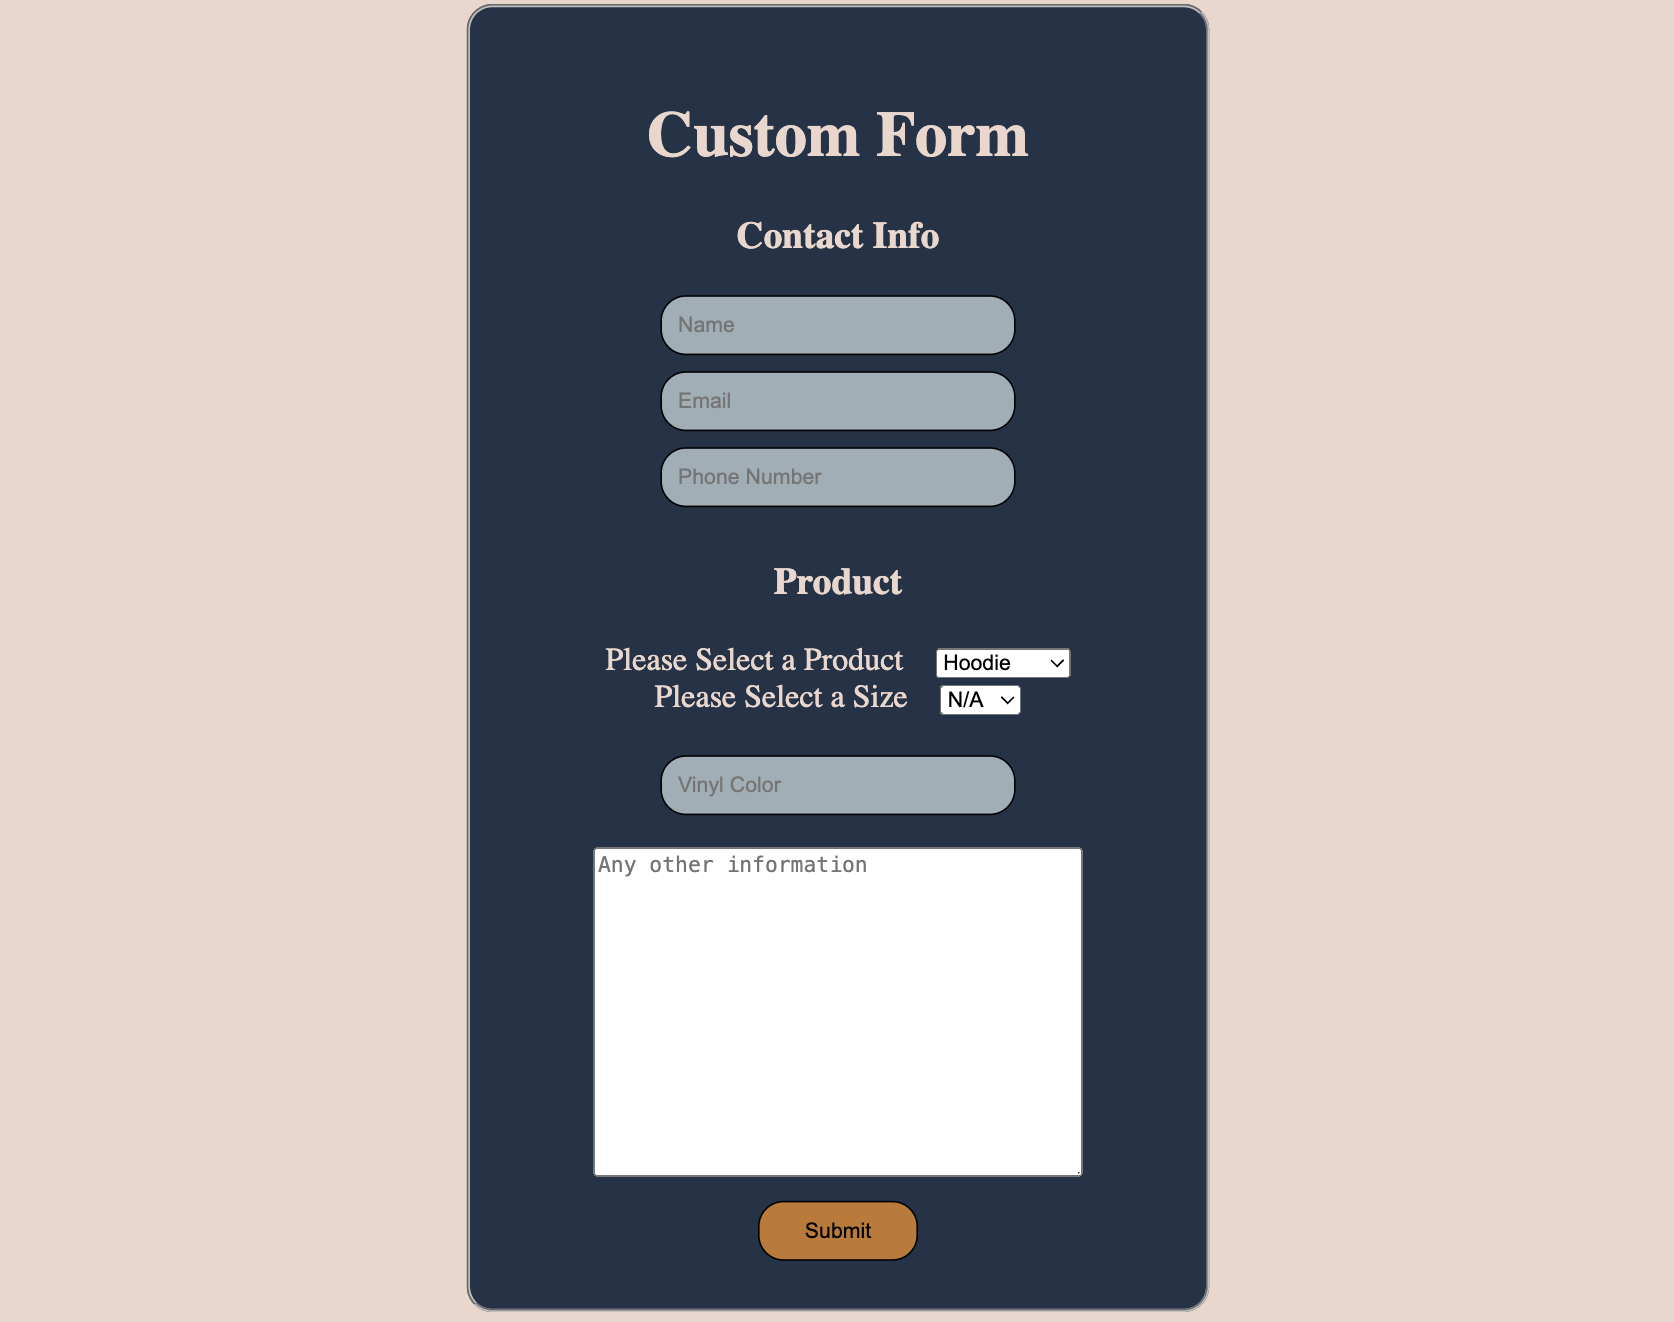 Custom Form
Contact Info
Name
Email
Phone Number
Product
Please Select a Product Hoodie
Please Select a Size N/A
Vinyl Color
Any other information
Submit